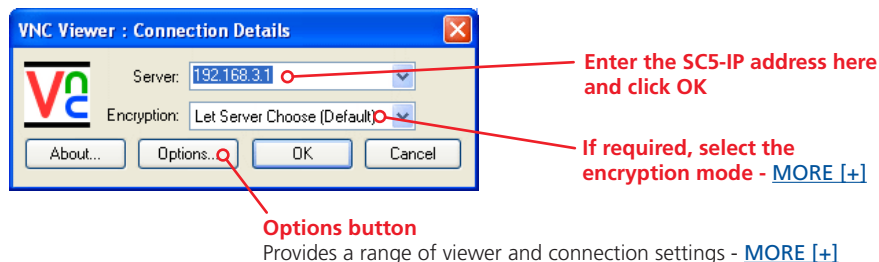 VNC Viewer : Connection Details
VNC
Server: 192.168.3.1
Encryption: Let Server Choose (Default)
About... Options... OK Cancel
Enter the SC5-IP address here
and click OK
If required, select the
encryption mode - MORE [+]
Options button
Provides a range of viewer and connection settings - MORE [+]